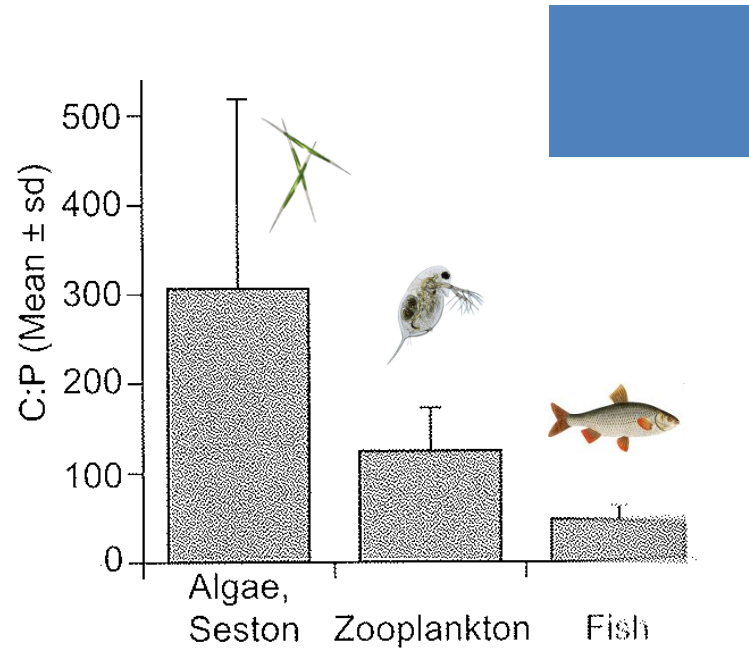 C:P (Mean ± sd)
500
400
300
200
100
0
Algae,
Seston
Zooplankton
Fish